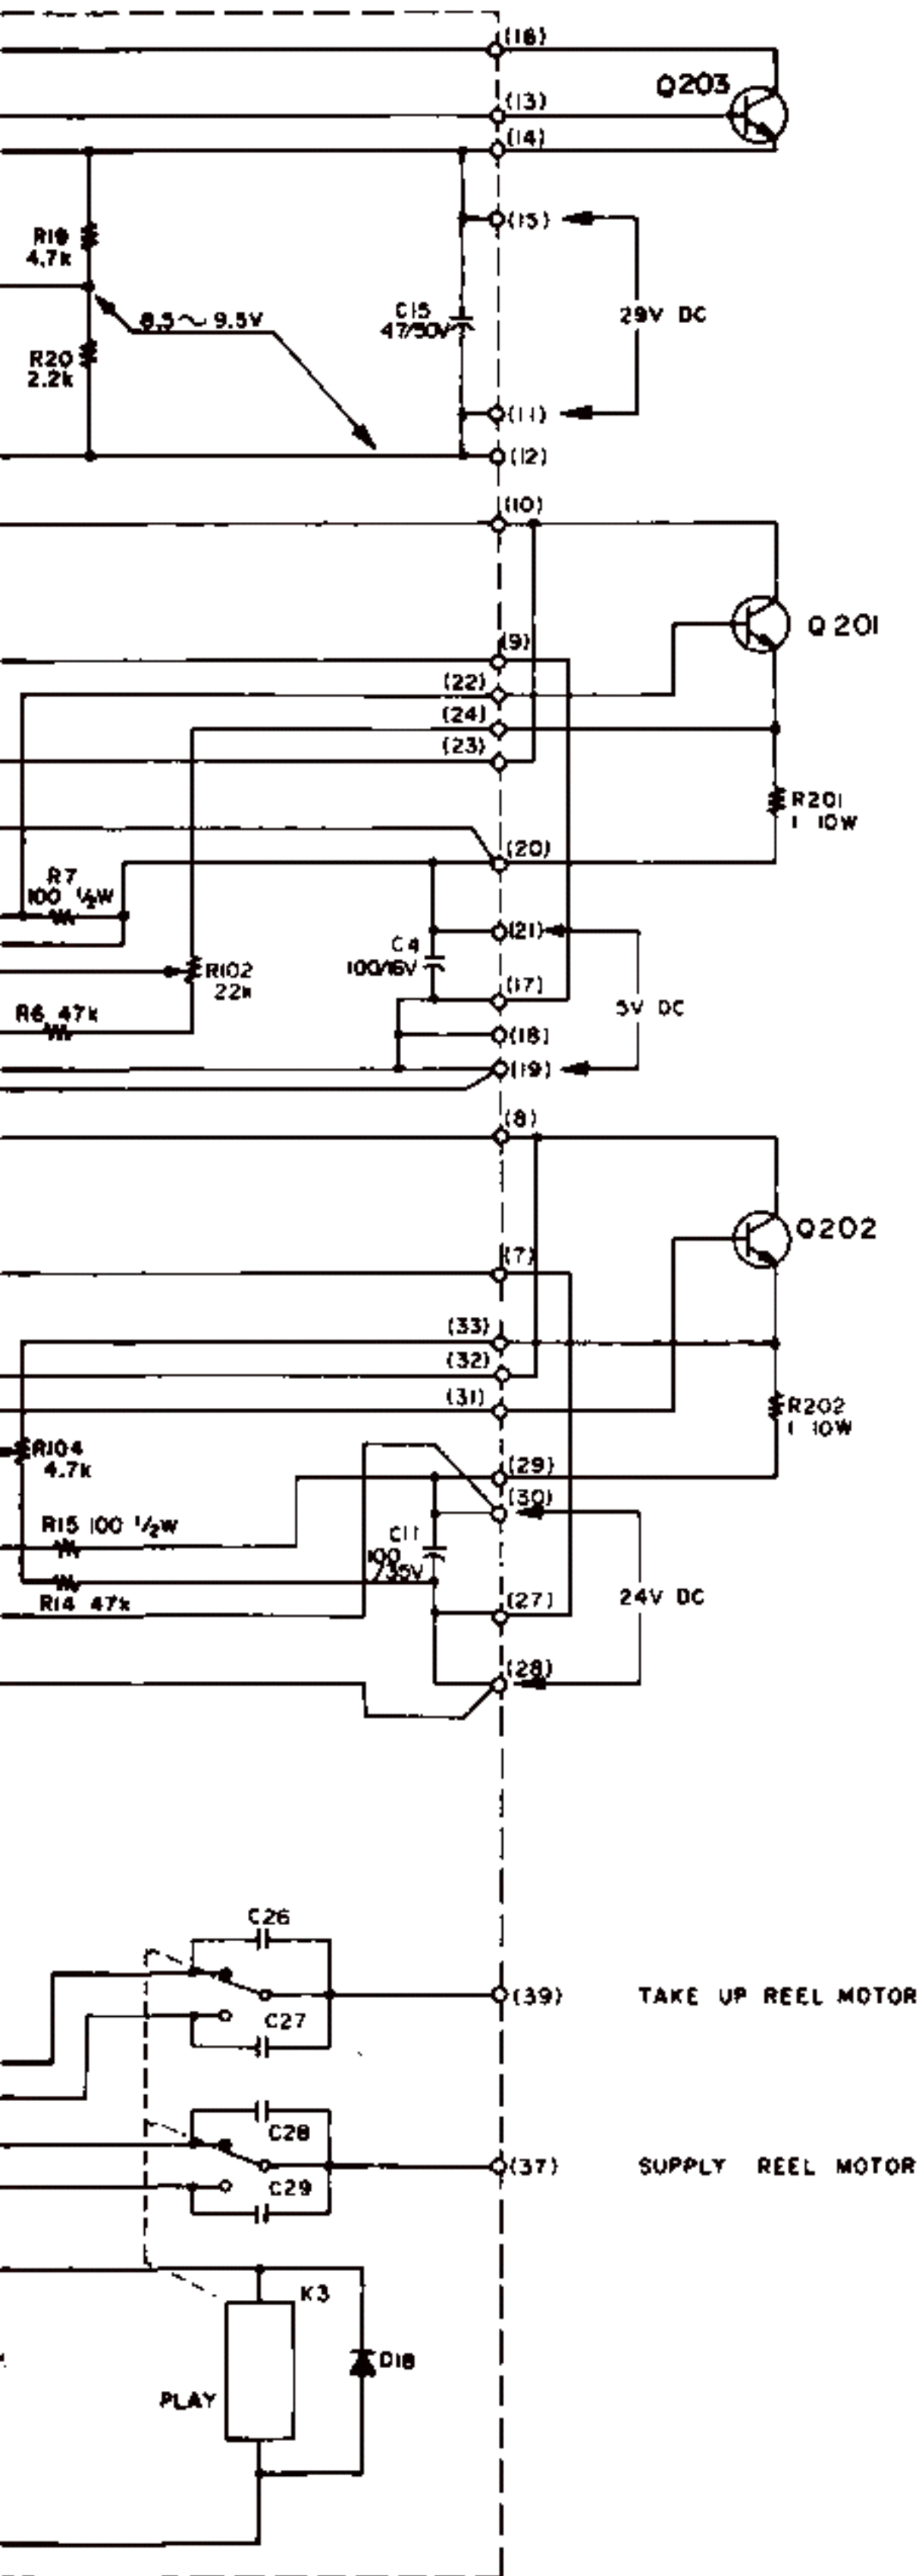 (16)
Q203
(13)
(14)
(15)
R19
4.7k
8.5~9.5V
C15
47/50V
29V DC
R20
2.2k
(11)
(12)
(10)
Q201
(9)
(22)
(24)
(23)
R201
1 10W
(20)
R7
100 ½W
(21)
C4
100/16V
R102
22k
(17)
5V DC
R6 47k
(18)
(19)
(8)
Q202
(7)
(33)
(32)
(31)
R202
1 10W
R104
4.7k
(29)
(30)
R15 100 ½W
C11
100
/35V
24V DC
R14 47k
(27)
(28)
C26
(39)
TAKE UP REEL MOTOR
C27
C28
(37)
SUPPLY REEL MOTOR
C29
K3
D18
PLAY